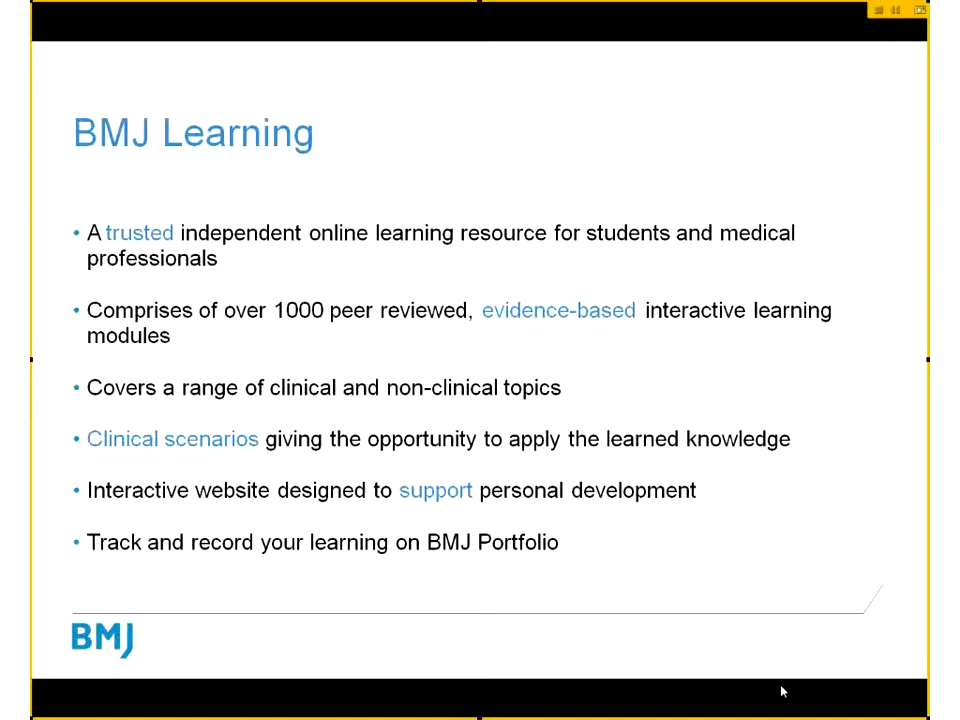 BMJ Learning
• A trusted independent online learning resource for students and medical
professionals
• Comprises of over 1000 peer reviewed, evidence-based interactive learning
modules
• Covers a range of clinical and non-clinical topics
• Clinical scenarios giving the opportunity to apply the learned knowledge
• Interactive website designed to support personal development
• Track and record your learning on BMJ Portfolio
BMJ